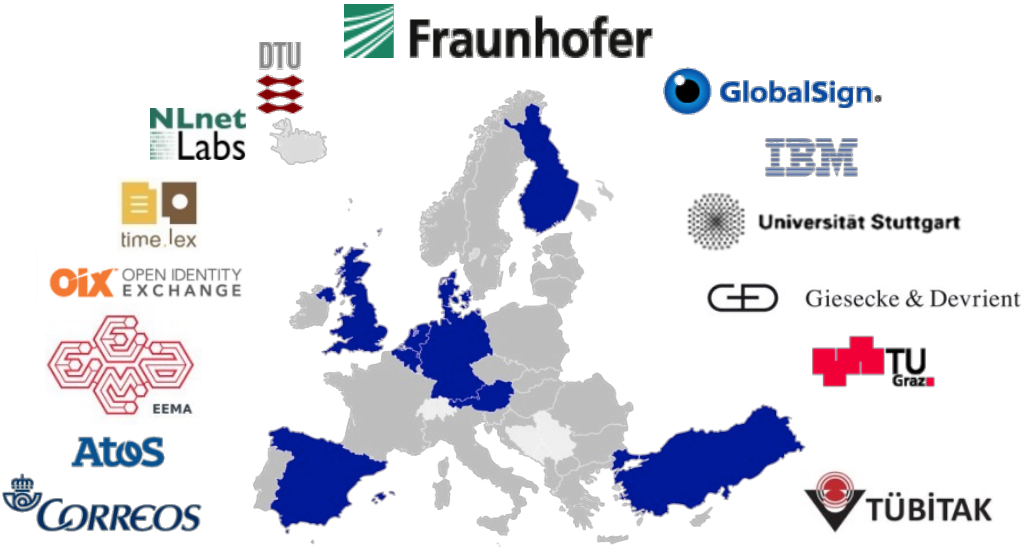 Fraunhofer
DTU
GlobalSign.
NLnet
Labs
IBM
time.lex
Universität Stuttgart
OiX OPEN IDENTITY
EXCHANGE
Giesecke & Devrient
EEMA
EEMA
TU
Graz
Atos
CORREOS
TÜBİTAK